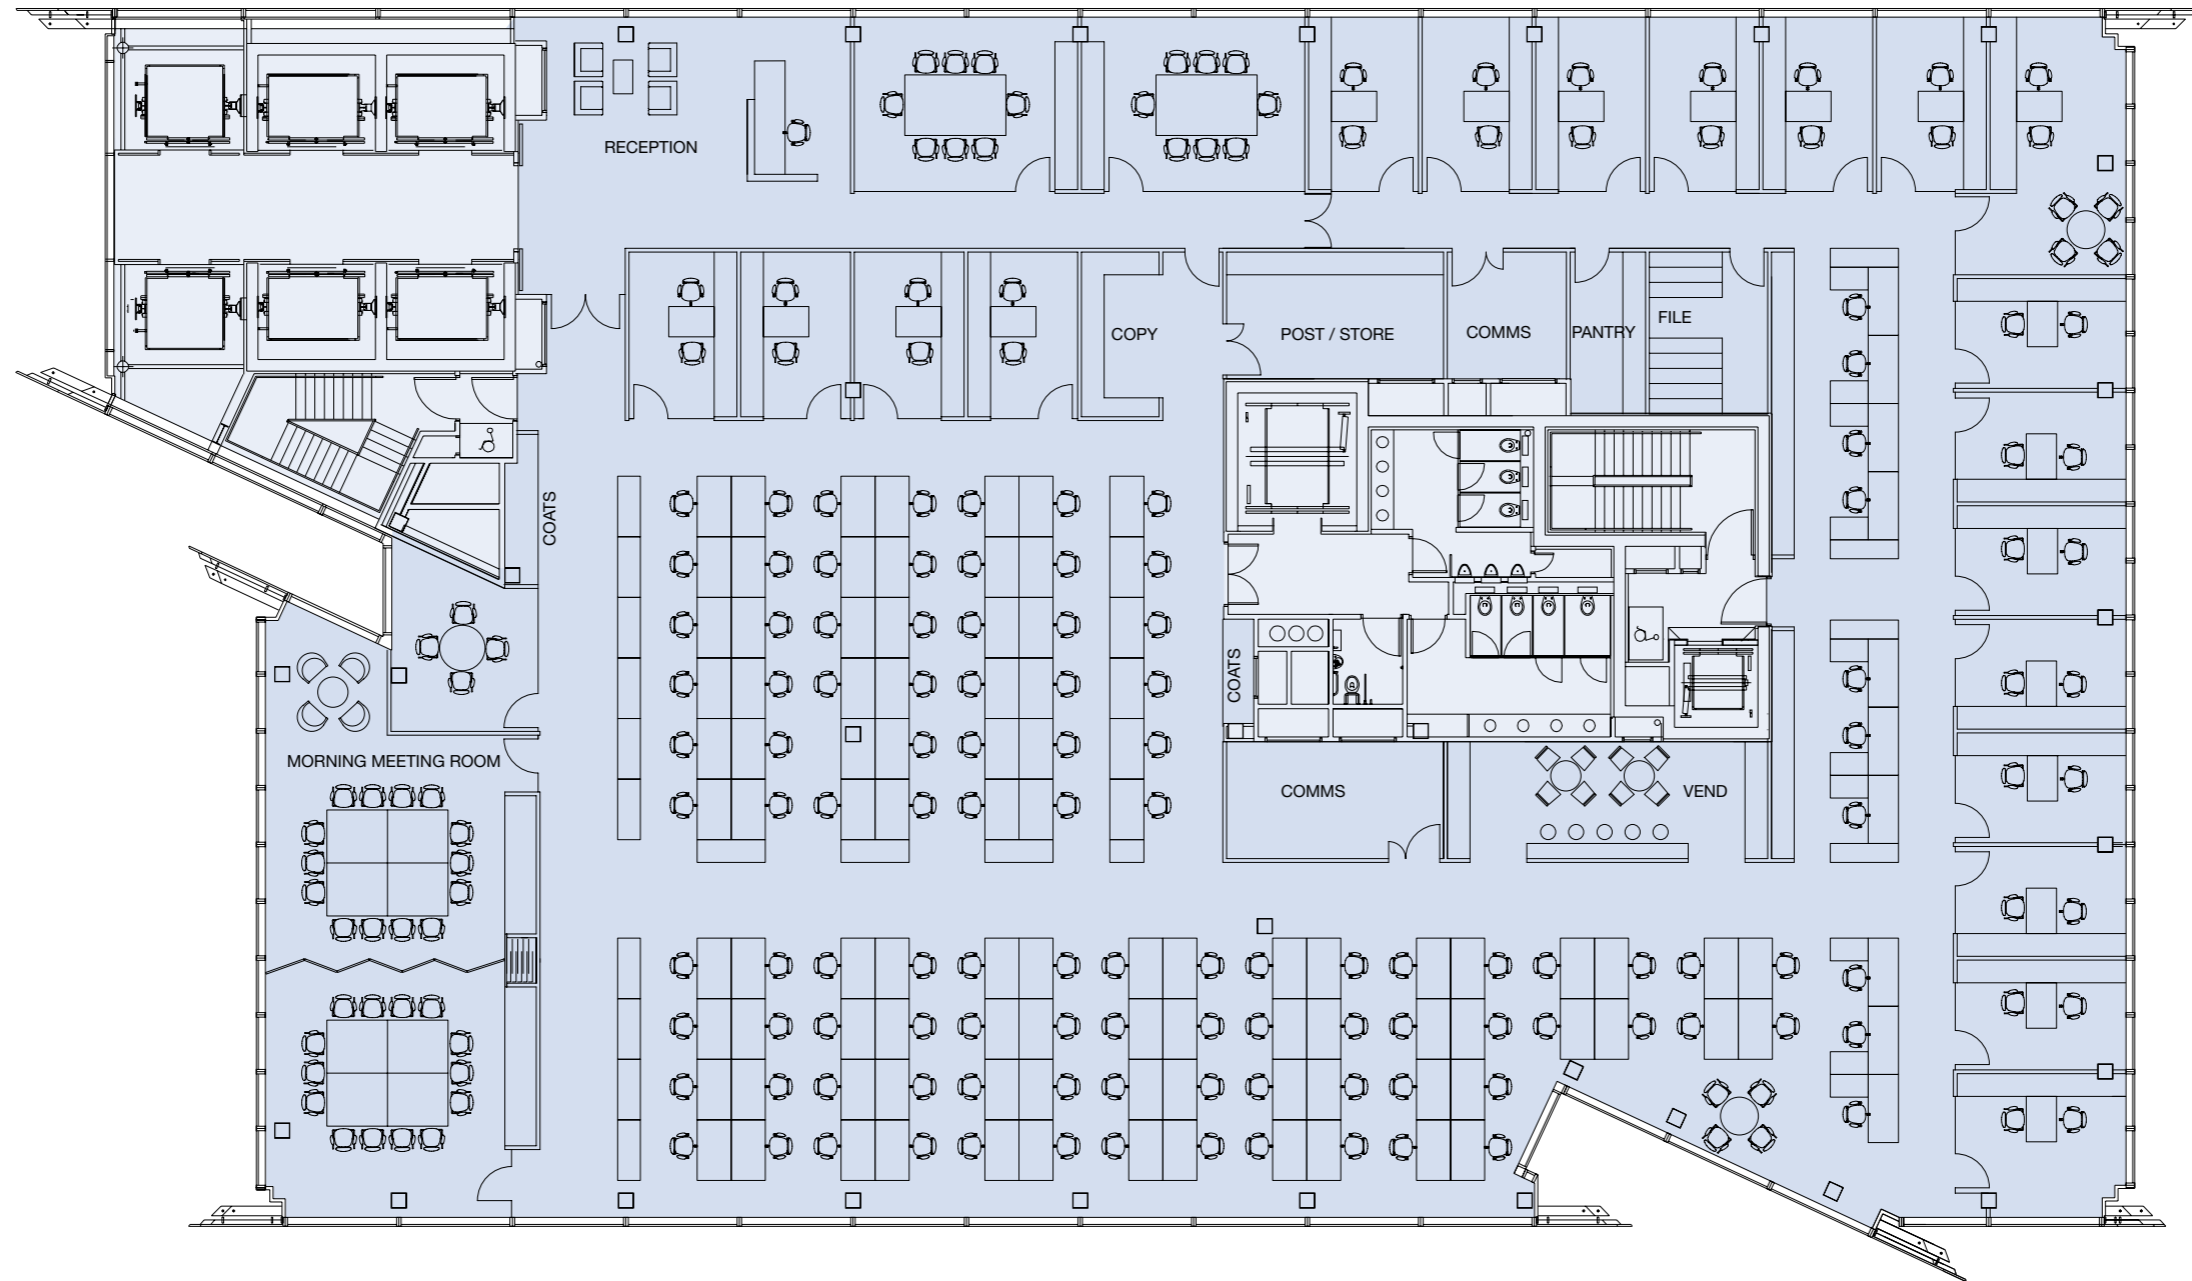 RECEPTION
COPY
POST / STORE
COMMS
PANTRY
FILE
COATS
COATS
MORNING MEETING ROOM
COMMS
VEND